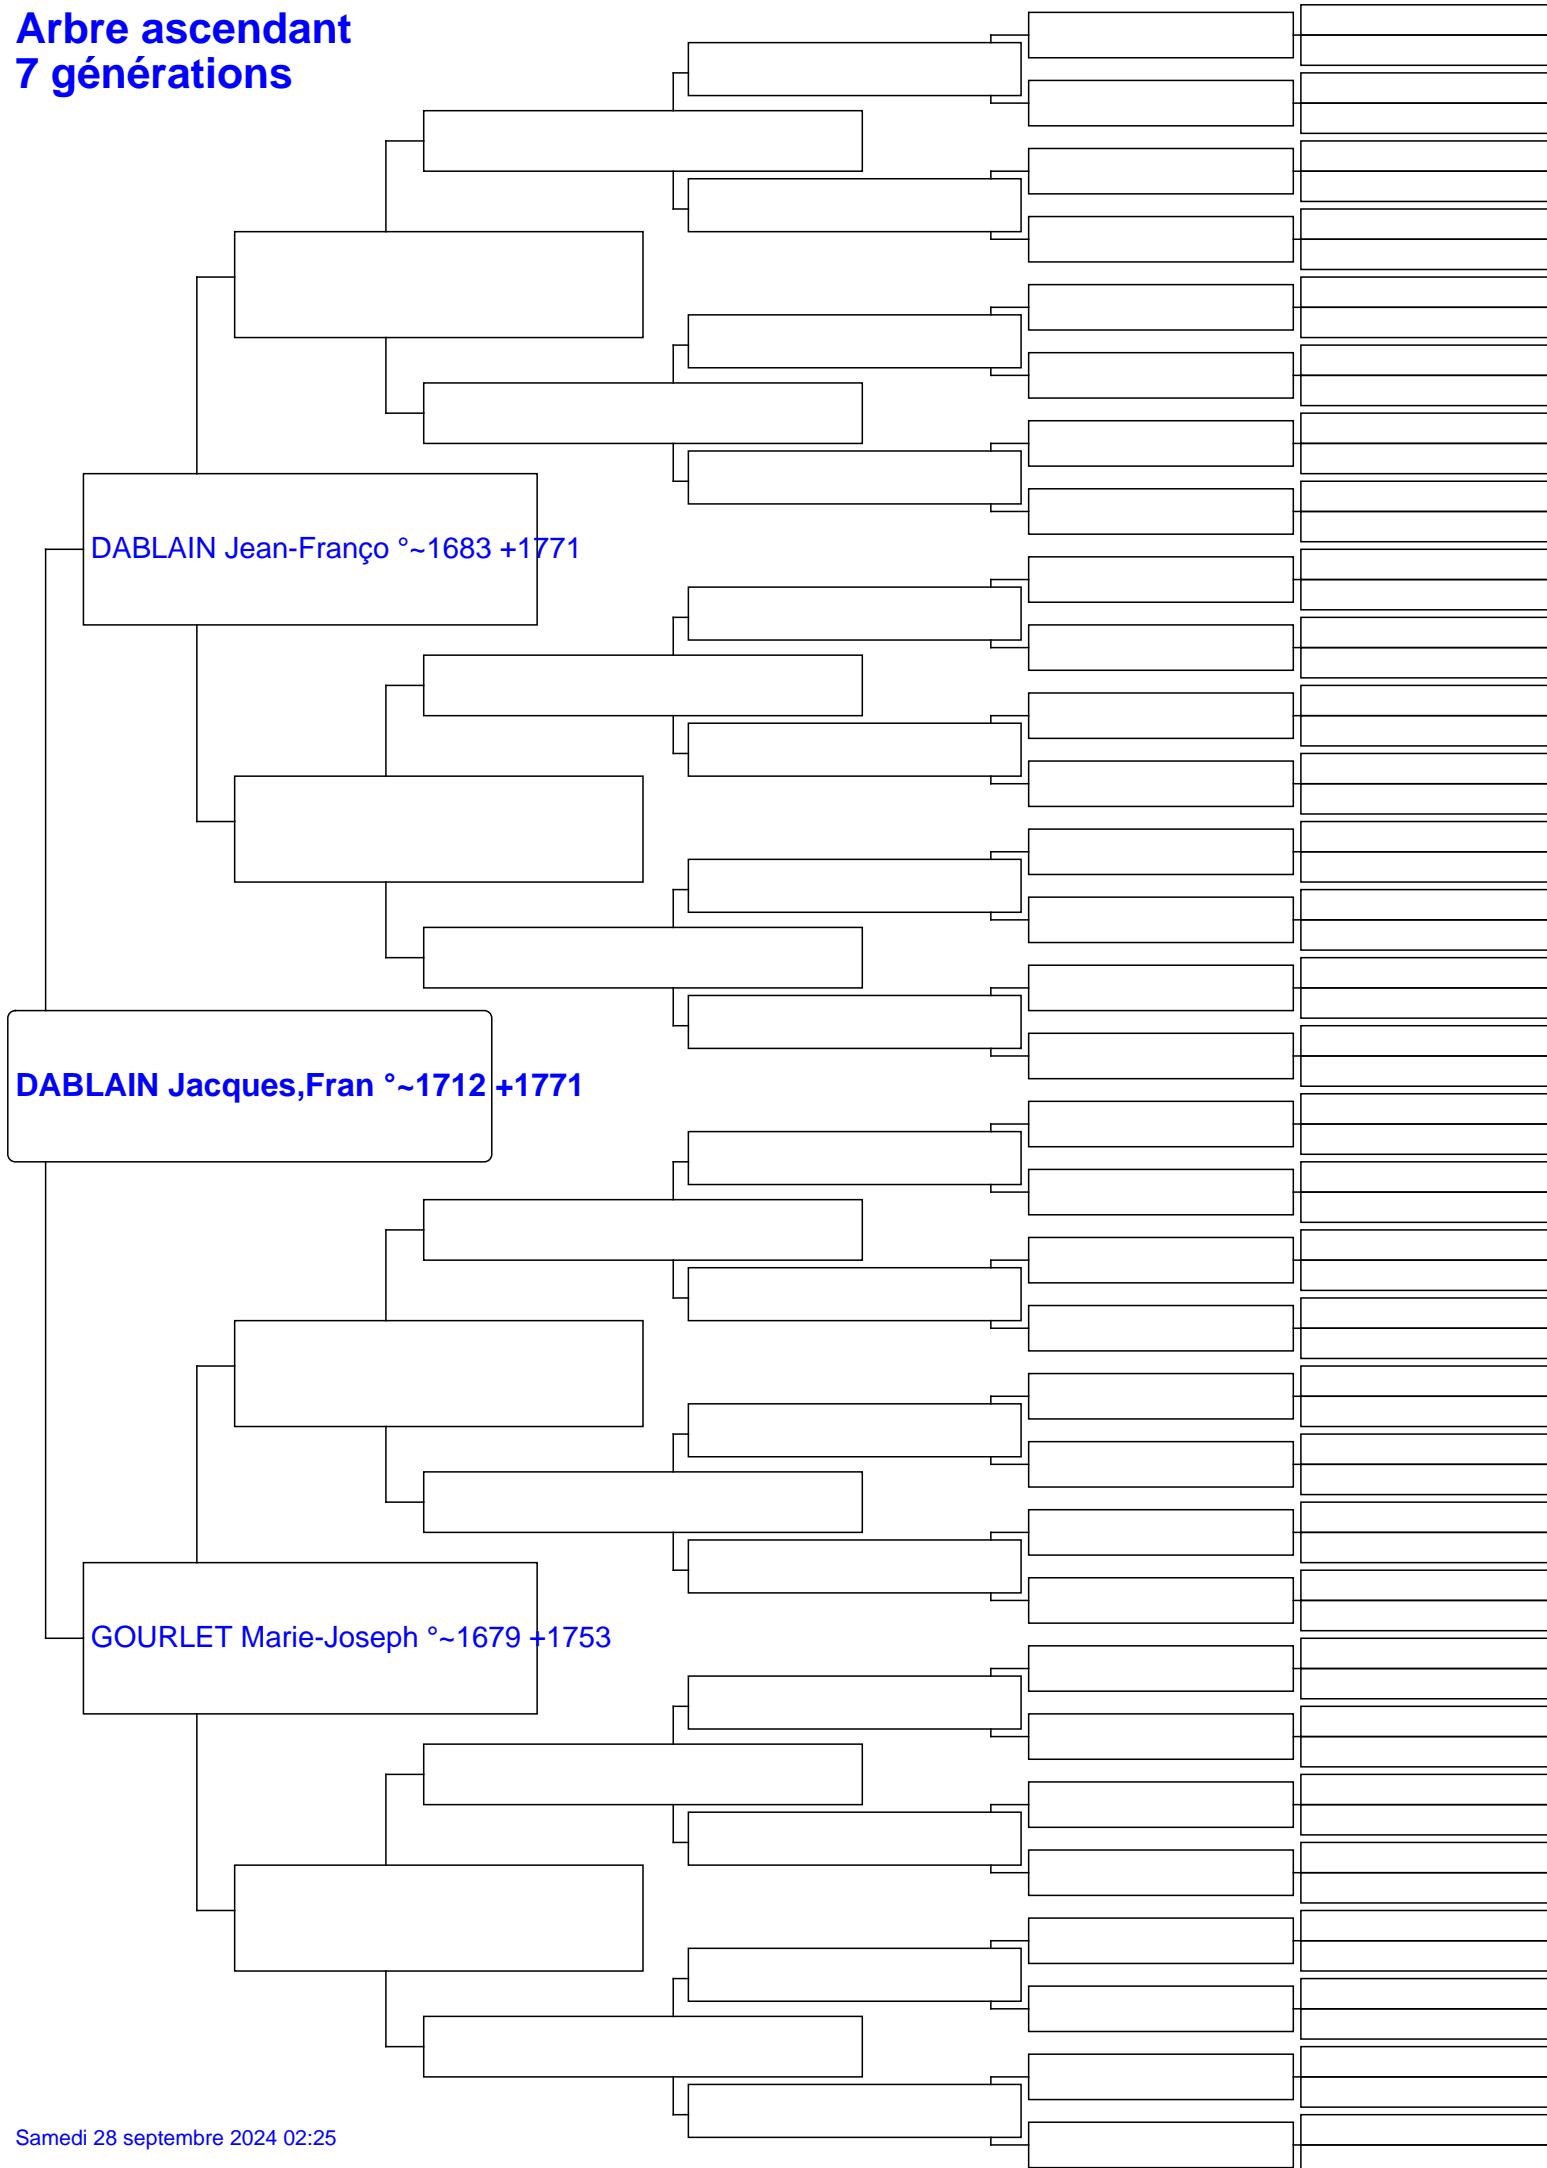 Arbre ascendant
7 générations
DABLAIN Jean-Franço °~1683 +1771
DABLAIN Jacques,Fran °~1712 +1771
GOURLET Marie-Joseph °~1679 +1753
Samedi 28 septembre 2024 02:25